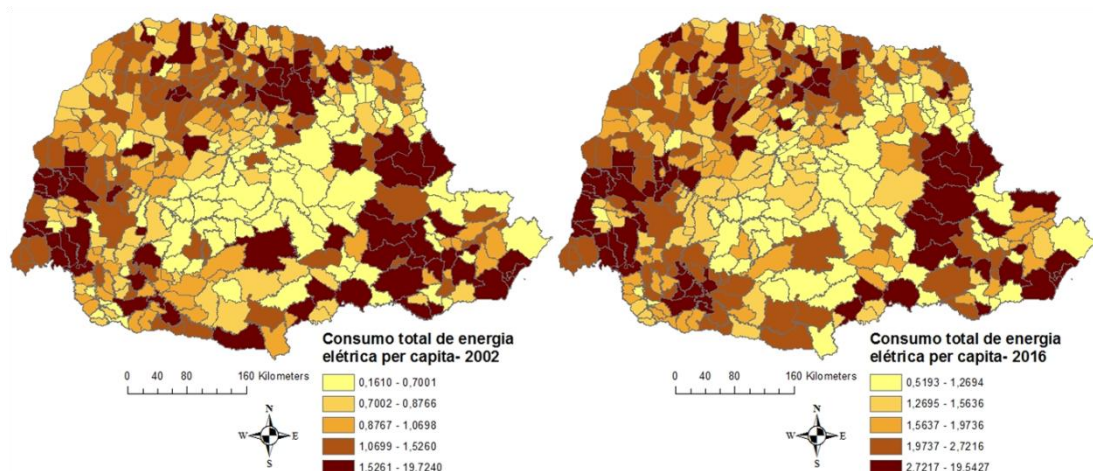 Consumo total de energia
elétrica per capita- 2002
0 40 80 160 Kilometers
N
W E
S
0,1610 - 0,7001
0,7002 - 0,8766
0,8767 - 1,0698
1,0699 - 1,5260
1,5261 - 19,7240
Consumo total de energia
elétrica per capita- 2016
0 40 80 160 Kilometers
N
W E
S
0,5193 - 1,2694
1,2695 - 1,5636
1,5637 - 1,9736
1,9737 - 2,7216
2,7217 - 19,5427